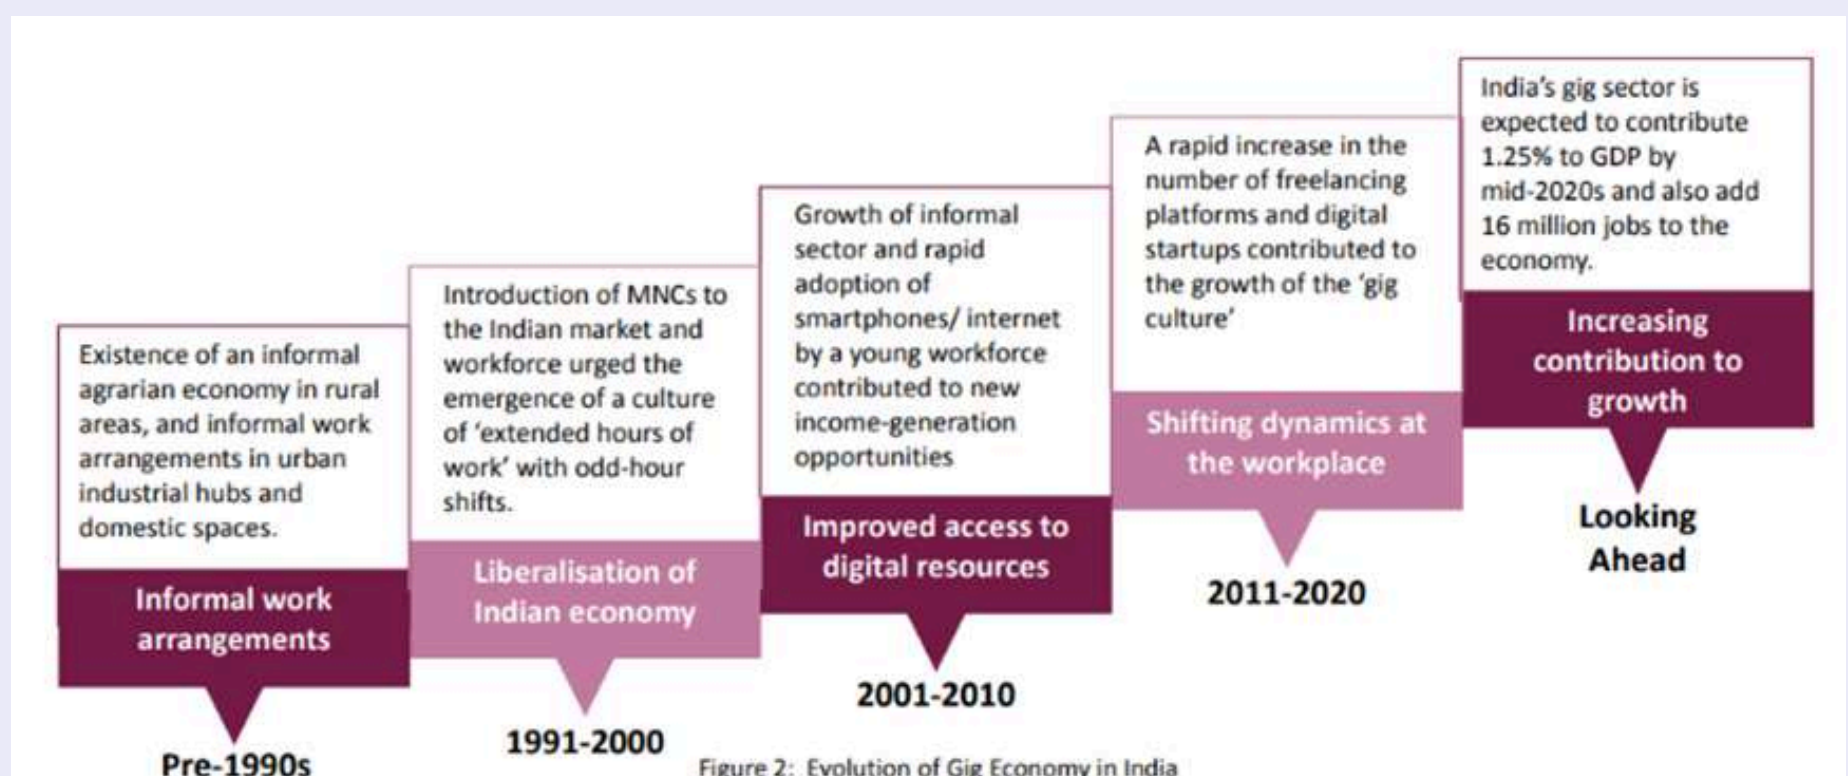 Existence of an informal
agrarian economy in rural
areas, and informal work
arrangements in urban
industrial hubs and
domestic spaces.
Informal work
arrangements
Pre-1990s
Introduction of MNCs to
the Indian market and
workforce urged the
emergence of a culture
of ‘extended hours of
work’ with odd-hour
shifts.
Liberalisation of
Indian economy
1991-2000
Growth of informal
sector and rapid
adoption of
smartphones/ internet
by a young workforce
contributed to new
income-generation
opportunities
Improved access to
digital resources
2001-2010
A rapid increase in the
number of freelancing
platforms and digital
startups contributed to
the growth of the ‘gig
culture’
Shifting dynamics at
the workplace
2011-2020
India’s gig sector is
expected to contribute
1.25% to GDP by
mid-2020s and also add
16 million jobs to the
economy.
Increasing
contribution to
growth
Looking
Ahead
Figure 2: Evolution of Gig Economy in India